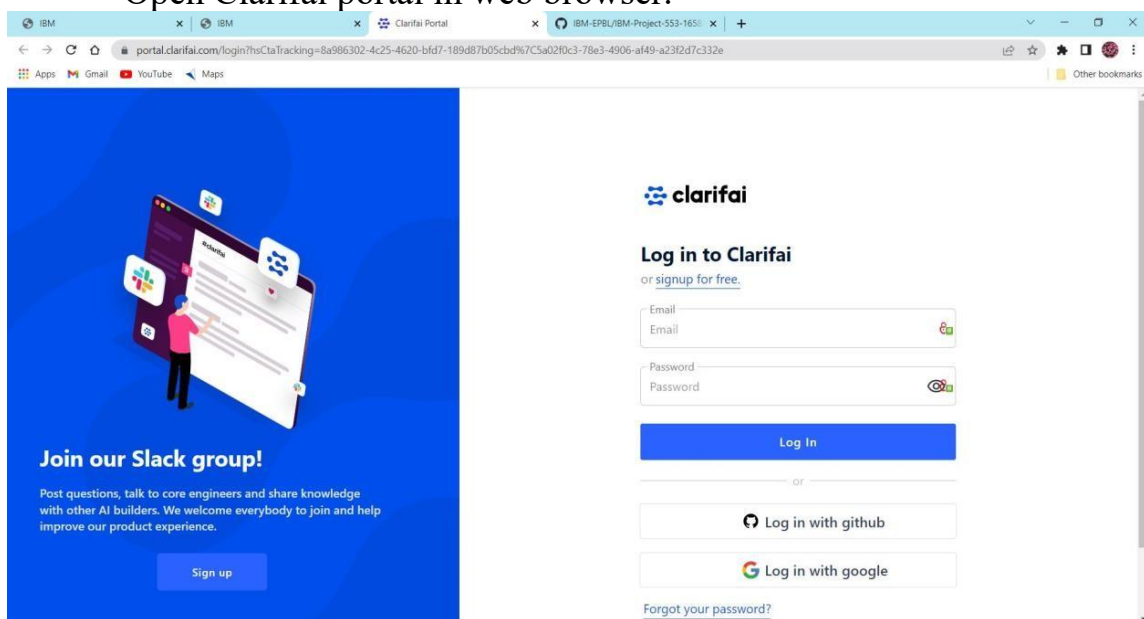 Open Clarifai portal in web browser.
IBM
IBM
Clarifai Portal
IBM-EPBL/IBM-Project-553-1658
portal.clarifai.com/login?hsCtaTracking=8a986302-4c25-4620-bfd7-189d87b05cbd%7C5a02f0c3-78e3-4906-af49-a23f2d7c332e
Apps
Gmail
YouTube
Maps
Other bookmarks
#clarifai
Join our Slack group!
Post questions, talk to core engineers and share knowledge
with other AI builders. We welcome everybody to join and help
improve our product experience.
Sign up
clarifai
Log in to Clarifai
or signup for free.
Email
Email
Password
Password
Log In
or
Log in with github
Log in with google
Forgot your password?